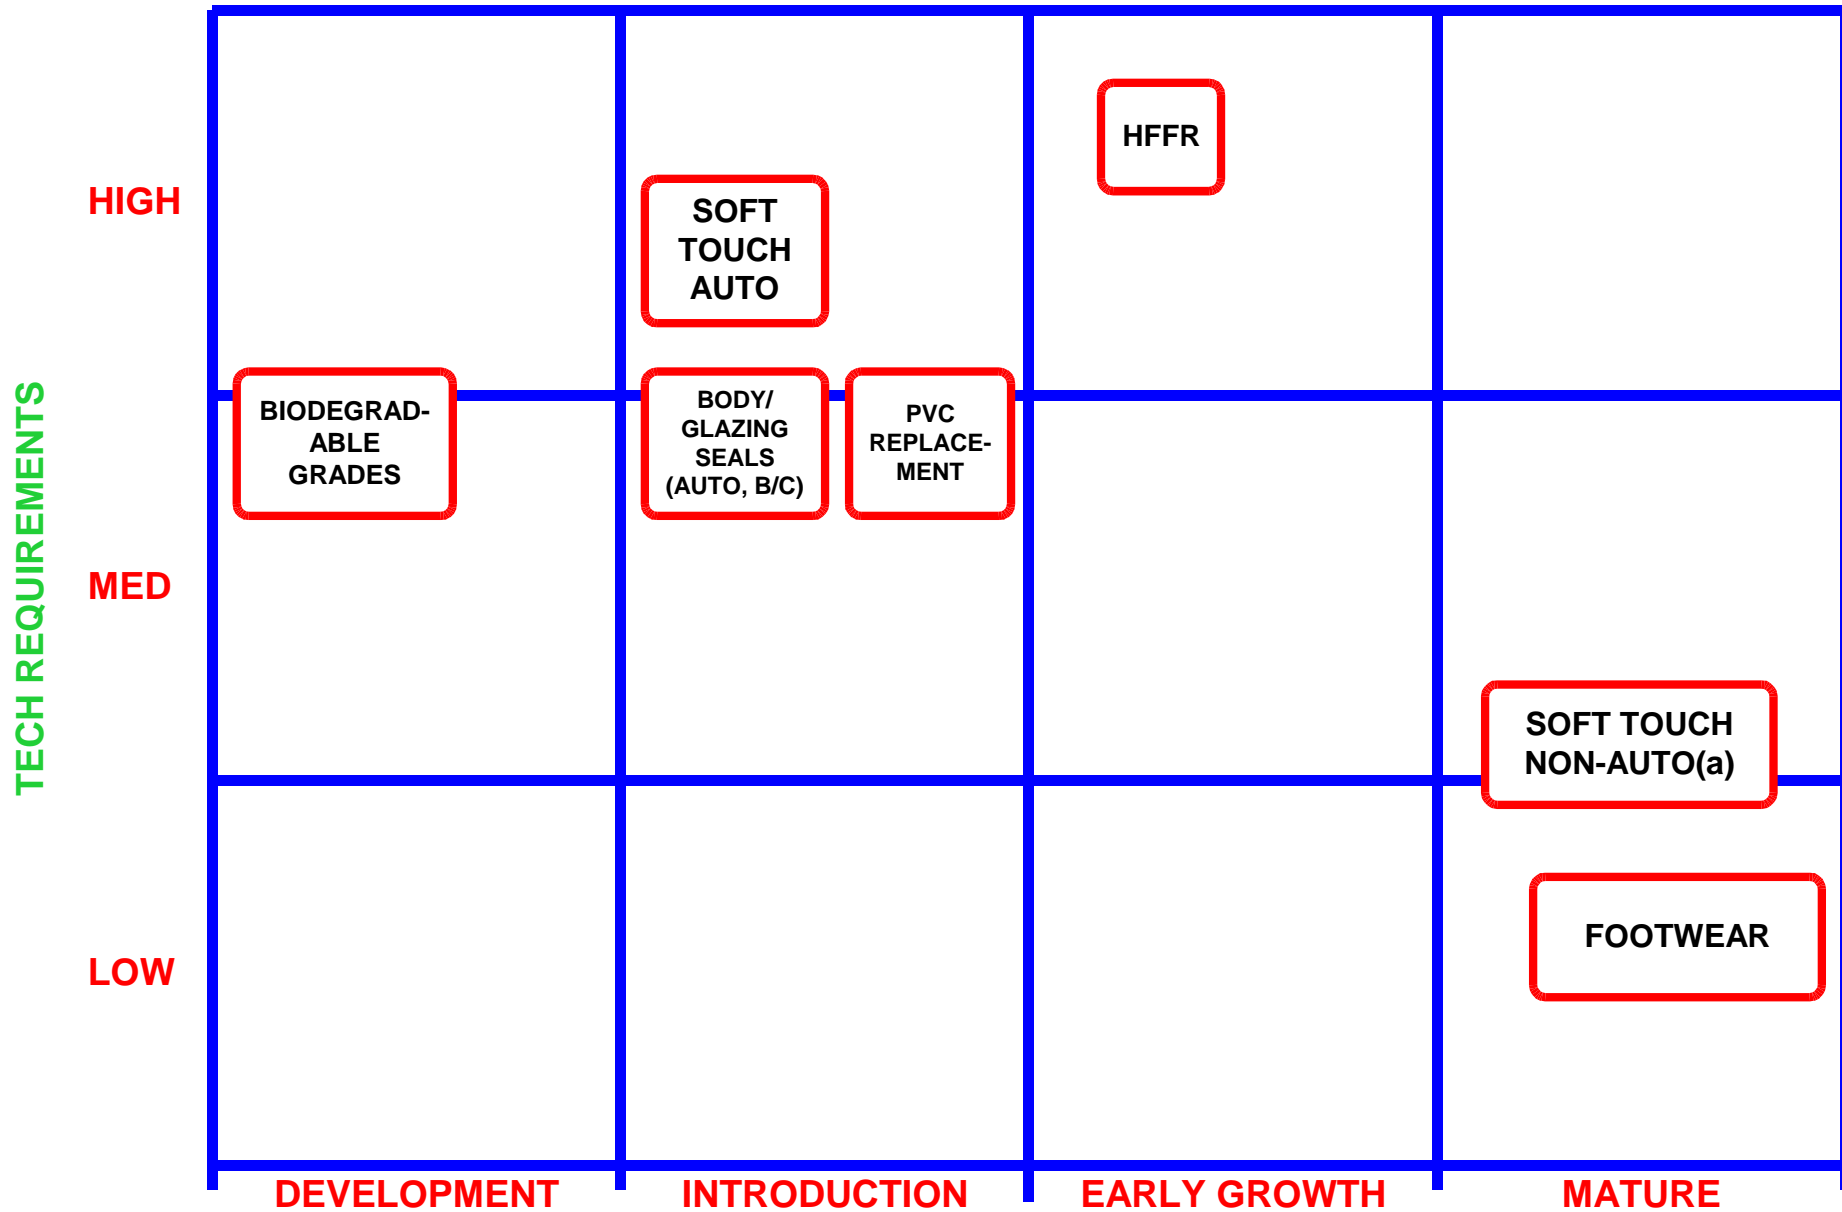 HFFR
HIGH
SOFT
TOUCH
AUTO
TECH REQUIREMENTS
BIODEGRAD-
ABLE
GRADES
BODY/
GLAZING
SEALS
(AUTO, B/C)
PVC
REPLACE-
MENT
MED
SOFT TOUCH
NON-AUTO(a)
LOW
FOOTWEAR
DEVELOPMENT
INTRODUCTION
EARLY GROWTH
MATURE